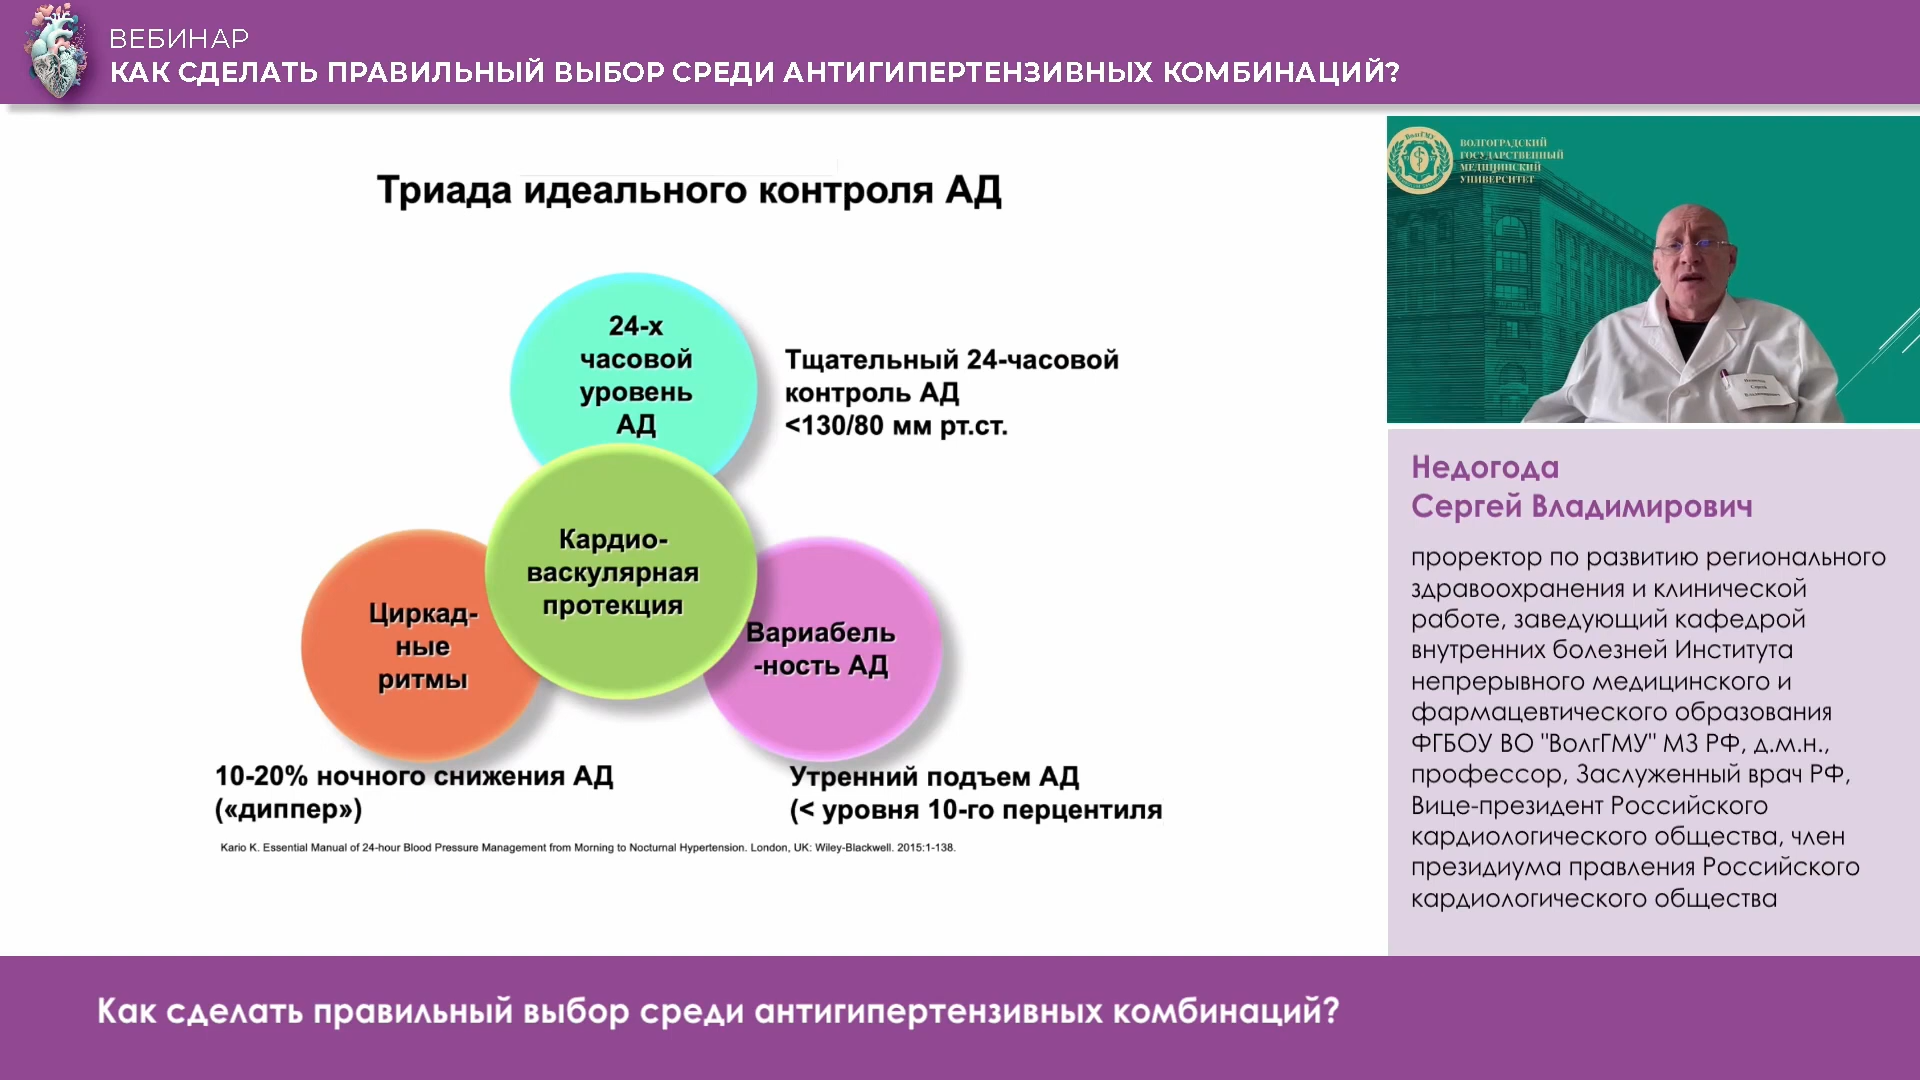 ВЕБИНАР
КАК СДЕЛАТЬ ПРАВИЛЬНЫЙ ВЫБОР СРЕДИ АНТИГИПЕРТЕНЗИВНЫХ КОМБИНАЦИЙ?
Триада идеального контроля АД
24-х
часовой
уровень
АД
Тщательный 24-часовой
контроль АД
<130/80 мм рт.ст.
Кардио-
васкулярная
протекция
Циркад-
ные
ритмы
Вариабель
-ность АД
10-20% ночного снижения АД
(«диппер»)
Утренний подъем АД
(< уровня 10-го перцентиля
Kario K. Essential Manual of 24-hour Blood Pressure Management from Morning to Nocturnal Hypertension. London, UK: Wiley-Blackwell. 2015:1-138.
ВолгГМУ
ВОЛГОГРАДСКИЙ
ГОСУДАРСТВЕННЫЙ
МЕДИЦИНСКИЙ
УНИВЕРСИТЕТ
Недогода
Сергей Владимирович
проректор по развитию регионального
здравоохранения и клинической
работе, заведующий кафедрой
внутренних болезней Института
непрерывного медицинского и
фармацевтического образования
ФГБОУ ВО "ВолгГМУ" МЗ РФ, д.м.н.,
профессор, Заслуженный врач РФ,
Вице-президент Российского
кардиологического общества, член
президиума правления Российского
кардиологического общества
Как сделать правильный выбор среди антигипертензивных комбинаций?